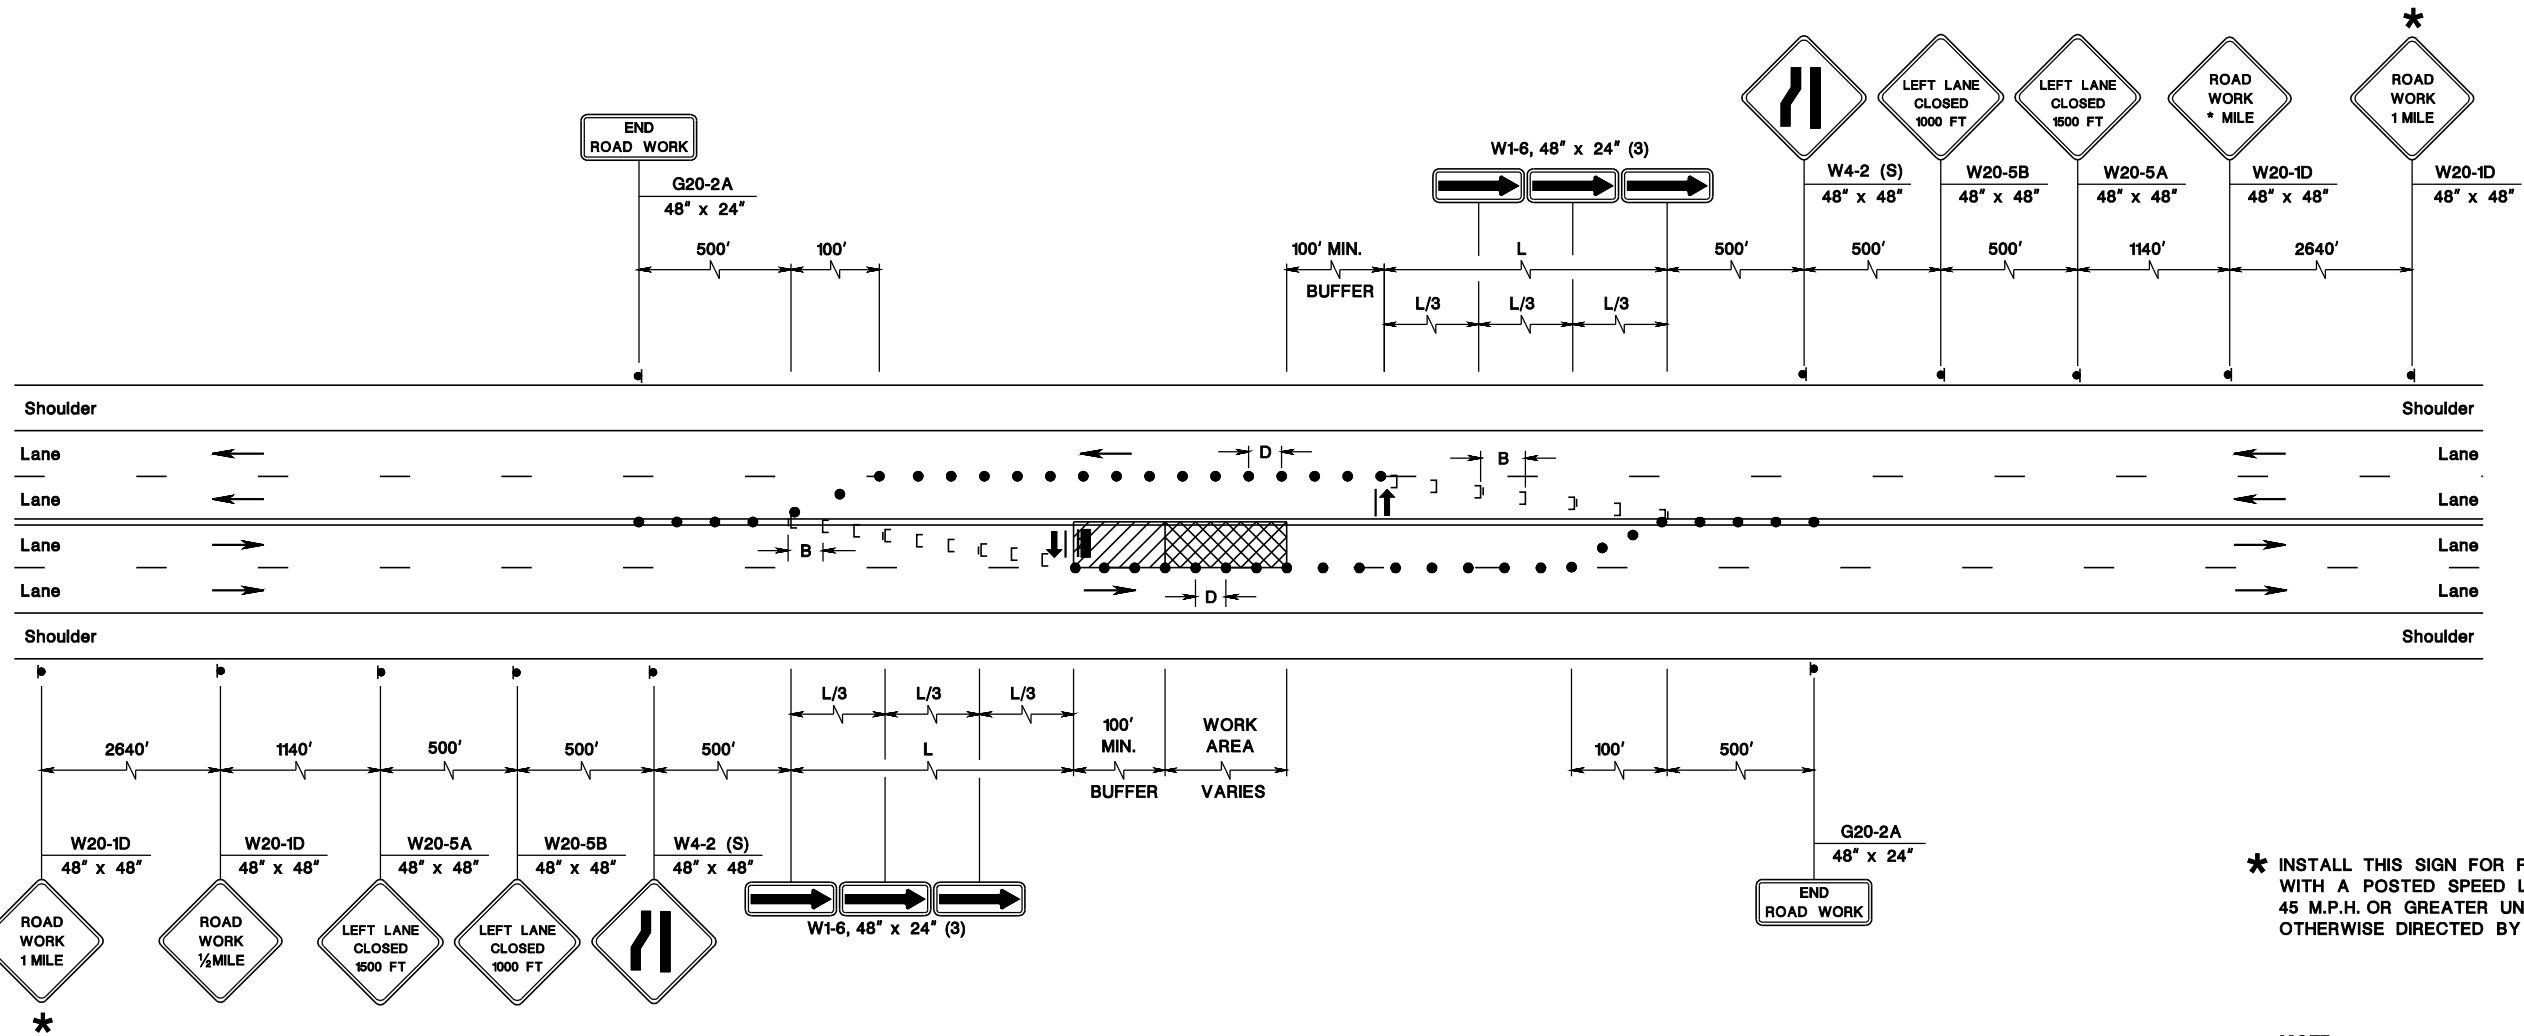 *
END
ROAD WORK
G20-2A
48" x 24"
500'
100'
W1-6, 48" x 24" (3)
100' MIN.
BUFFER
L
L/3
L/3
L/3
500'
500'
500'
1140'
2640'
W4-2 (S)
48" x 48"
LEFT LANE
CLOSED
1000 FT
W20-5B
48" x 48"
LEFT LANE
CLOSED
1500 FT
W20-5A
48" x 48"
ROAD
WORK
* MILE
W20-1D
48" x 48"
ROAD
WORK
1 MILE
W20-1D
48" x 48"
Shoulder
Shoulder
Lane
D
B
Lane
Lane
Lane
Lane
Lane
B
Lane
D
Lane
Shoulder
Shoulder
2640'
1140'
500'
500'
500'
L/3
L/3
L/3
L
100'
MIN.
BUFFER
WORK
AREA
VARIES
100'
500'
W20-1D
48" x 48"
ROAD
WORK
1 MILE
*
W20-1D
48" x 48"
ROAD
WORK
½ MILE
W20-5A
48" x 48"
LEFT LANE
CLOSED
1500 FT
W20-5B
48" x 48"
LEFT LANE
CLOSED
1000 FT
W4-2 (S)
48" x 48"
W1-6, 48" x 24" (3)
G20-2A
48" x 24"
END
ROAD WORK
* INSTALL THIS SIGN FOR
WITH A POSTED SPEED
45 M.P.H. OR GREATER
OTHERWISE DIRECTED BY